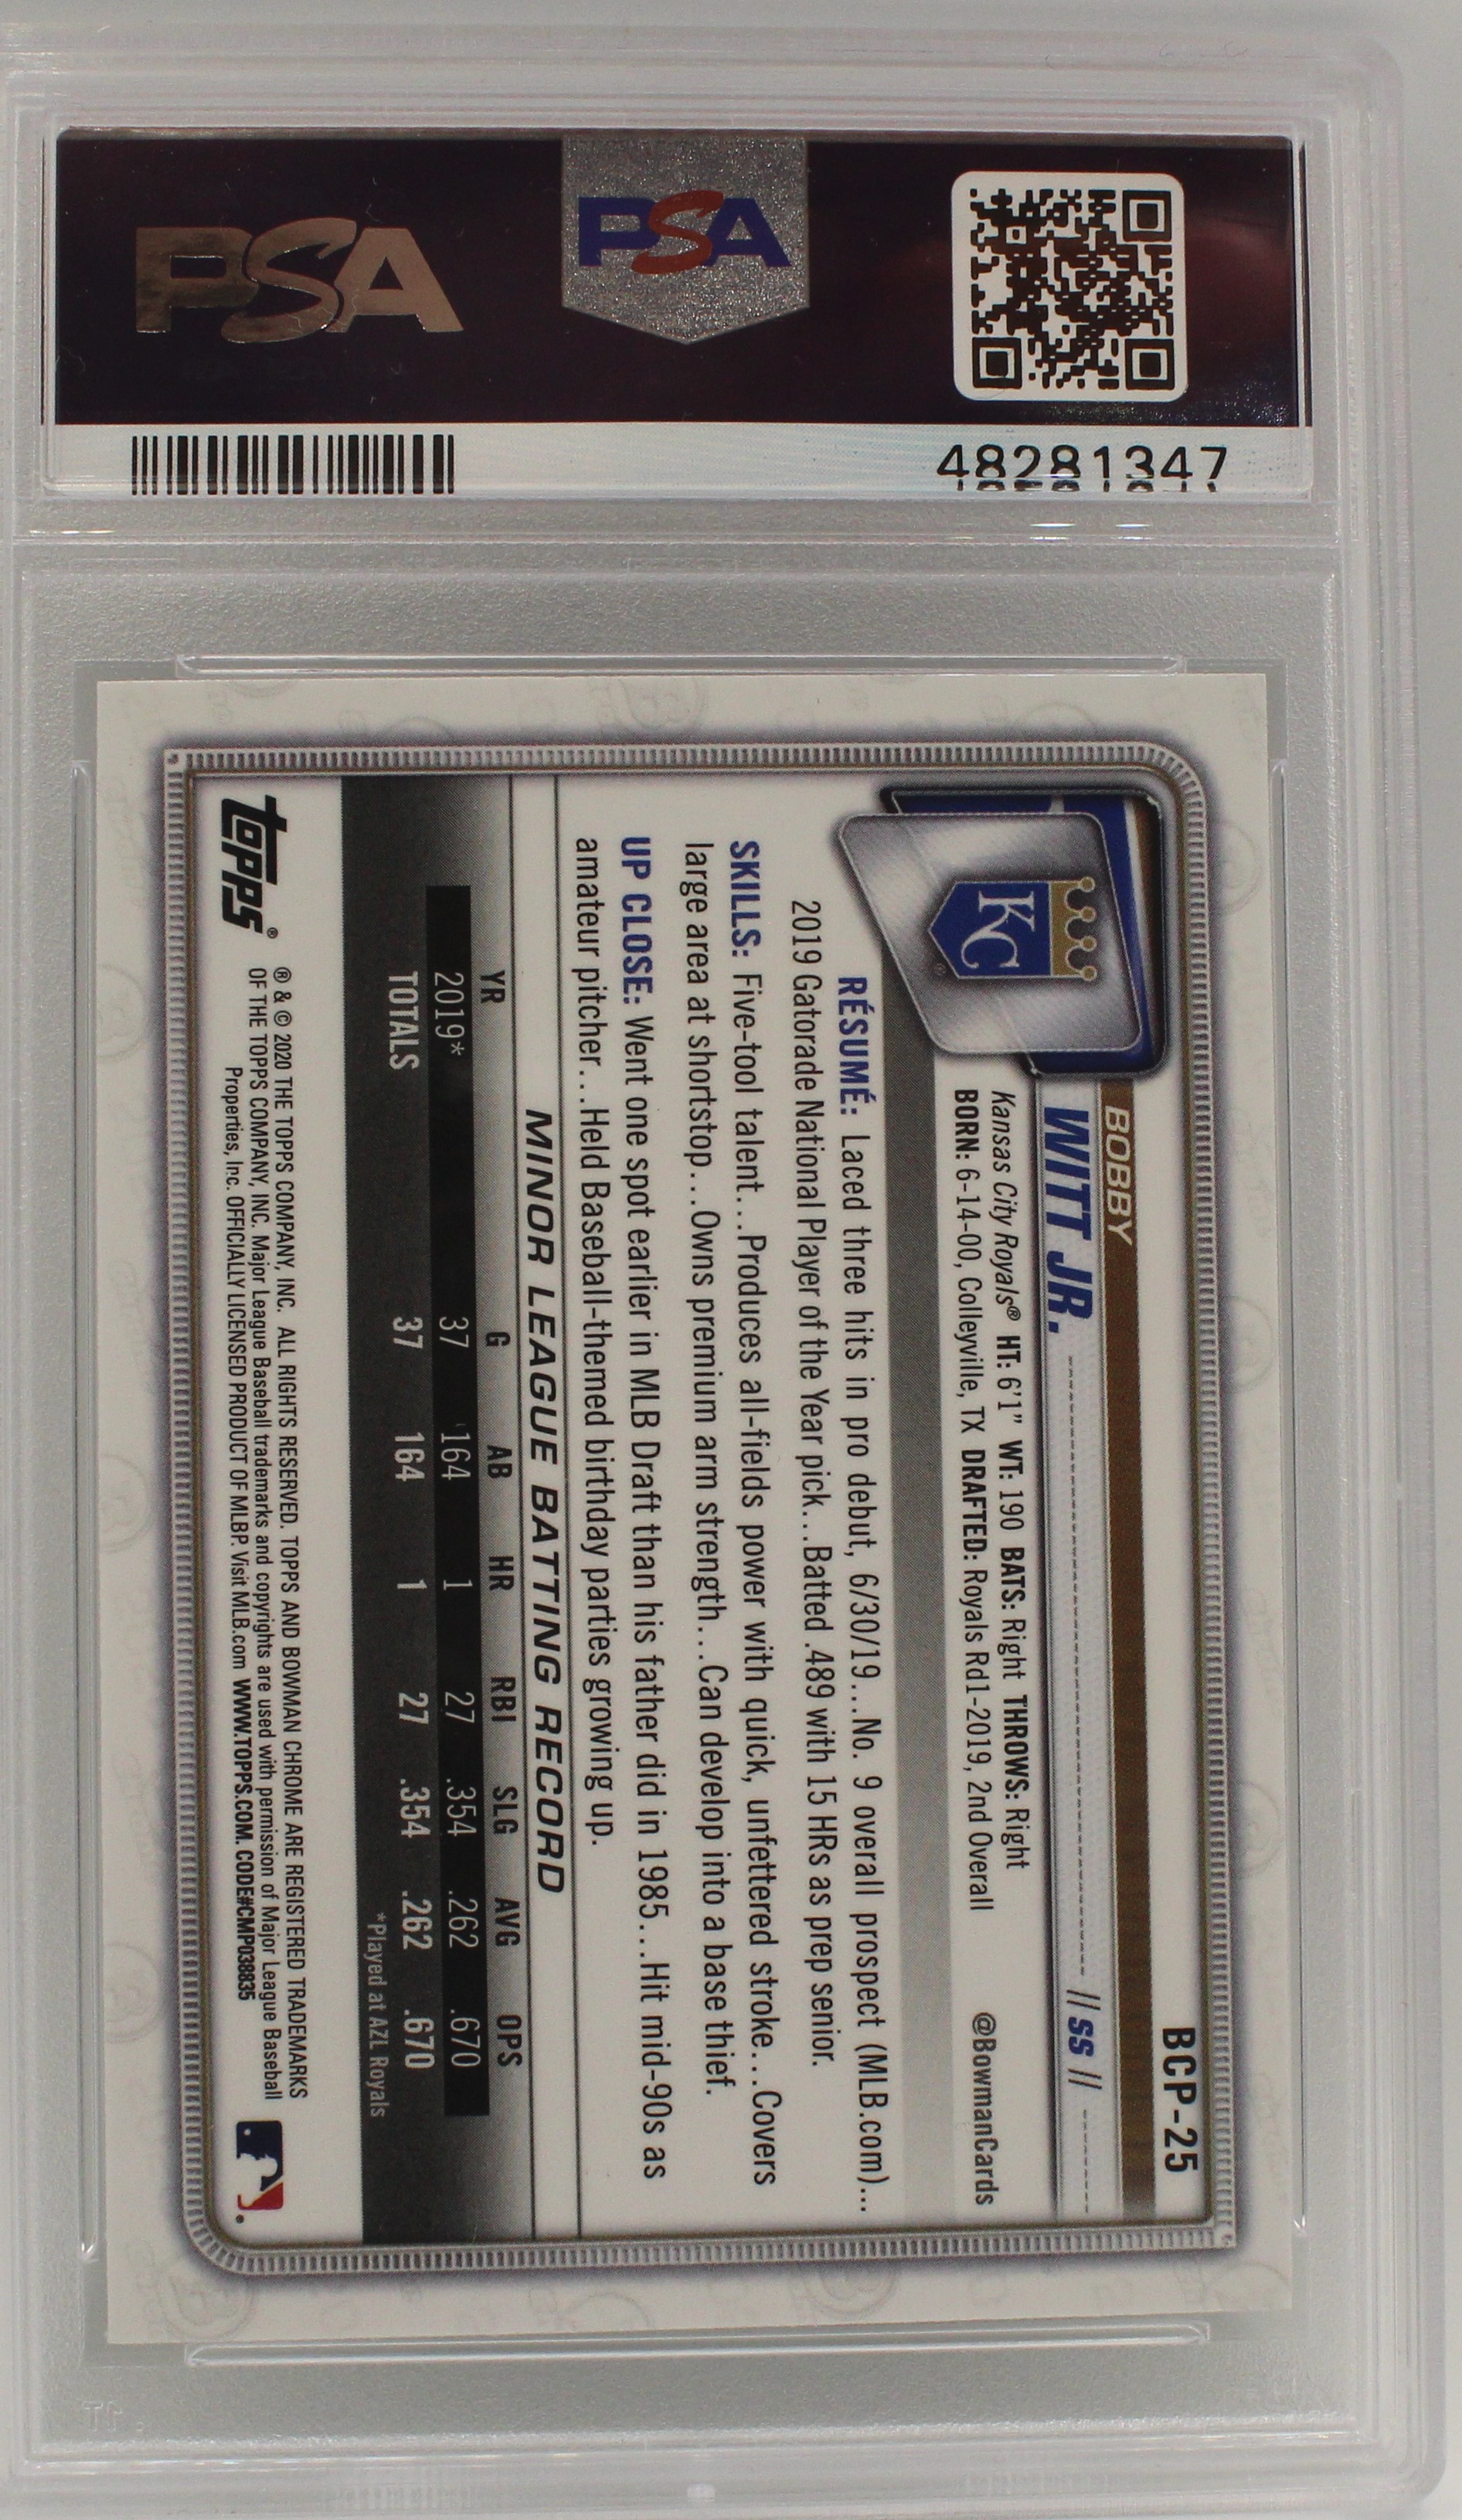 PSA
PSA
48281347
BCP-25
BOBBY
WITT JR. // SS //
Kansas City Royals® HT: 6'1" WT: 190 BATS: Right THROWS: Right
BORN: 6-14-00, Colleyville, TX DRAFTED: Royals Rd1-2019, 2nd Overall
@BowmanCards
KC
RÉSUMÉ: Laced three hits in pro debut, 6/30/19...No. 9 overall prospect (MLB.com)...
2019 Gatorade National Player of the Year pick...Batted .489 with 15 HRs as prep senior.
SKILLS: Five-tool talent...Produces all-fields power with quick, unfettered stroke...Covers
large area at shortstop...Owns premium arm strength...Can develop into a base thief.
UP CLOSE: Went one spot earlier in MLB Draft than his father did in 1985...Hit mid-90s as
amateur pitcher...Held Baseball-themed birthday parties growing up.
MINOR LEAGUE BATTING RECORD
YR G AB HR RBI SLG AVG OPS
2019* 37 164 1 27 .354 .262 .670
TOTALS 37 164 1 27 .354 .262 .670
*Played at AZL Royals
topps®
® & © 2020 THE TOPPS COMPANY, INC. ALL RIGHTS RESERVED. TOPPS AND BOWMAN CHROME ARE REGISTERED TRADEMARKS
OF THE TOPPS COMPANY, INC. Major League Baseball trademarks and copyrights are used with permission of Major League Baseball
Properties, Inc. OFFICIALLY LICENSED PRODUCT OF MLBP. Visit MLB.com WWW.TOPPS.COM. CODE#CMP038835